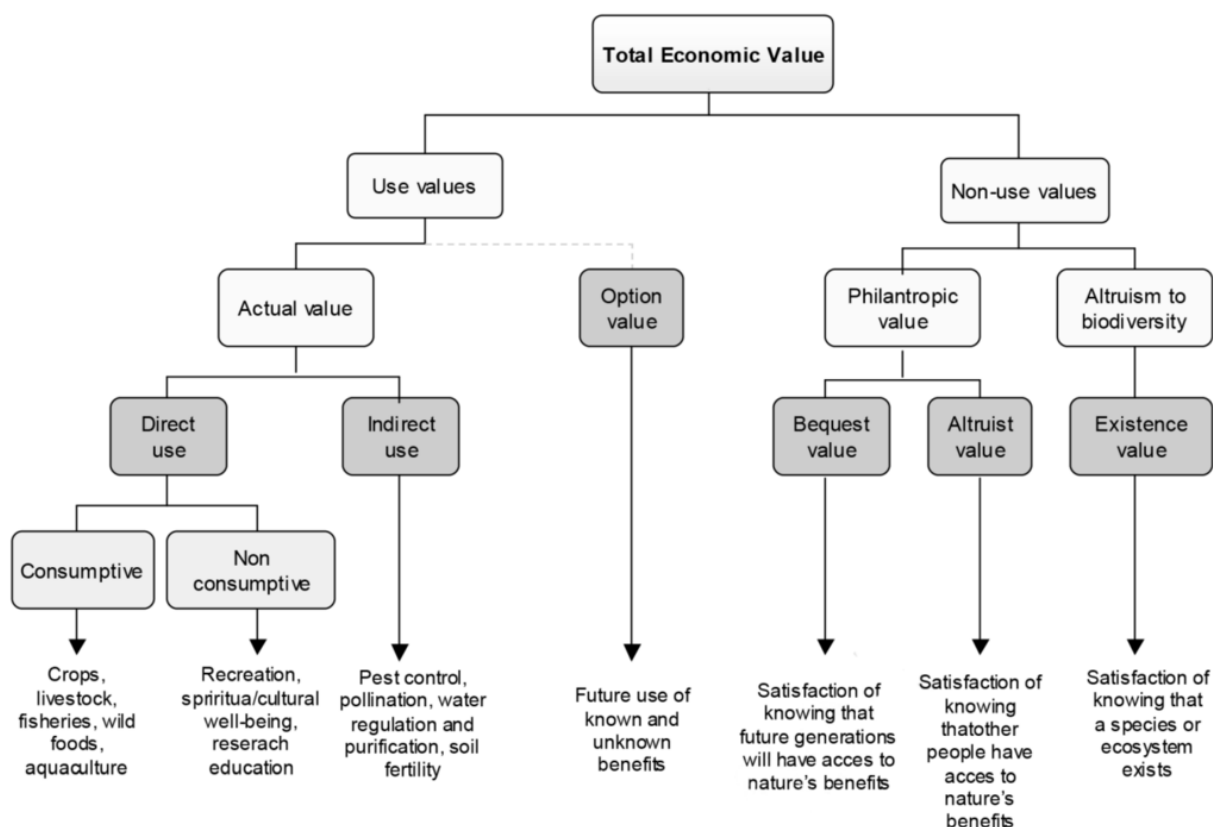 Total Economic Value
Use values
Non-use values
Actual value
Option
value
Philantropic
value
Altruism to
biodiversity
Direct
use
Indirect
use
Bequest
value
Altruist
value
Existence
value
Consumptive
Non
consumptive
Crops,
livestock,
fisheries, wild
foods,
aquaculture
Recreation,
spriritua/cultural
well-being,
reserach
education
Pest control,
pollination, water
regulation and
purification, soil
fertility
Future use of
known and
unknown
benefits
Satisfaction of
knowing that
future generations
will have acces to
nature's benefits
Satisfaction of
knowing
thatother
people have
acces to
nature's
benefits
Satisfaction of
knowing that
a species or
ecosystem
exists